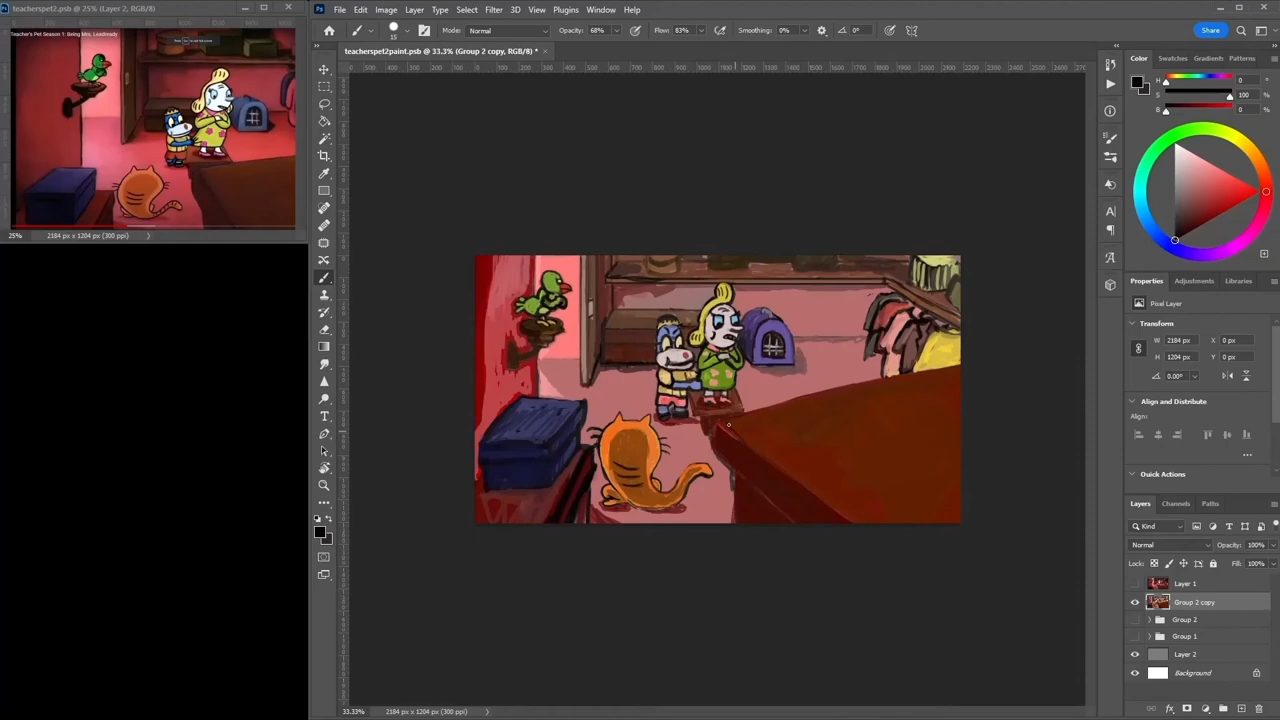 teacherspet2.psb @ 25% (Layer 2, RGB/8)
Teacher's Pet Season 1: Being Mrs. Leadready
25%
2184 px x 1204 px (300 ppi)
File Edit Image Layer Type Select Filter 3D View Plugins Window Help
15
Mode: Normal
Opacity: 68%
Flow: 83%
Smoothing: 0%
0°
Share
teacherspet2paint.psb @ 33.3% (Group 2 copy, RGB/8) *
Color Swatches Gradients Patterns
H 0 °
S 100 %
B 0 %
Properties Adjustments Libraries
Pixel Layer
Transform
W 2184 px X 0 px
H 1204 px Y 0 px
0.00°
Align and Distribute
Align:
Quick Actions
Layers Channels Paths
Kind
Normal Opacity: 100%
Lock: Fill: 100%
Layer 1
Group 2 copy
Group 2
Group 1
Layer 2
Background
33.33%
2184 px x 1204 px (300 ppi)